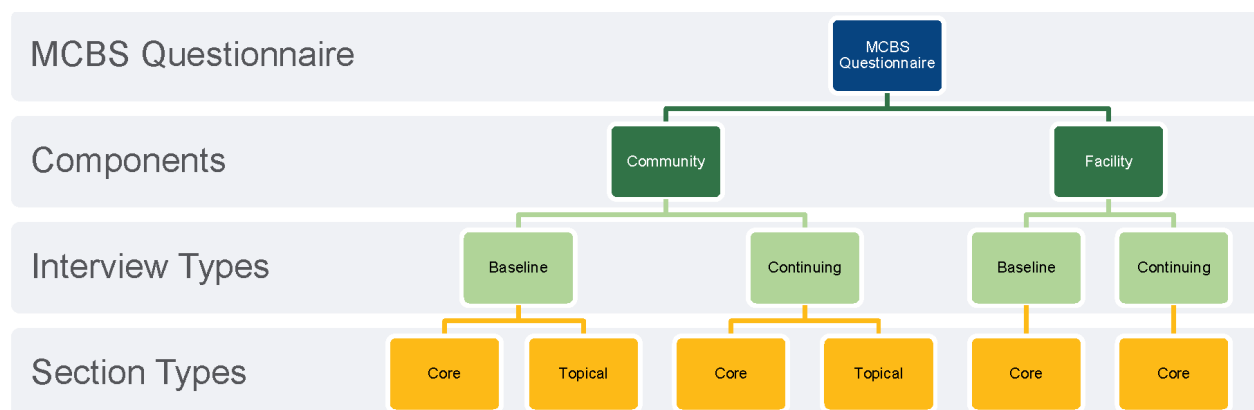 MCBS Questionnaire
MCBS
Questionnaire
Components
Community
Facility
Interview Types
Baseline
Continuing
Baseline
Continuing
Section Types
Core
Topical
Core
Topical
Core
Core